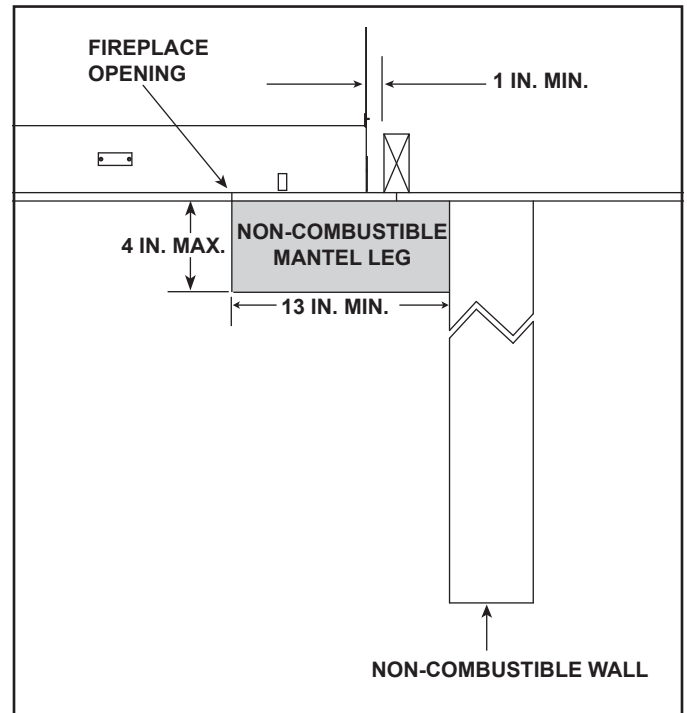 FIREPLACE
OPENING
1 IN. MIN.
4 IN. MAX.
NON-COMBUSTIBLE
MANTEL LEG
13 IN. MIN.
NON-COMBUSTIBLE WALL